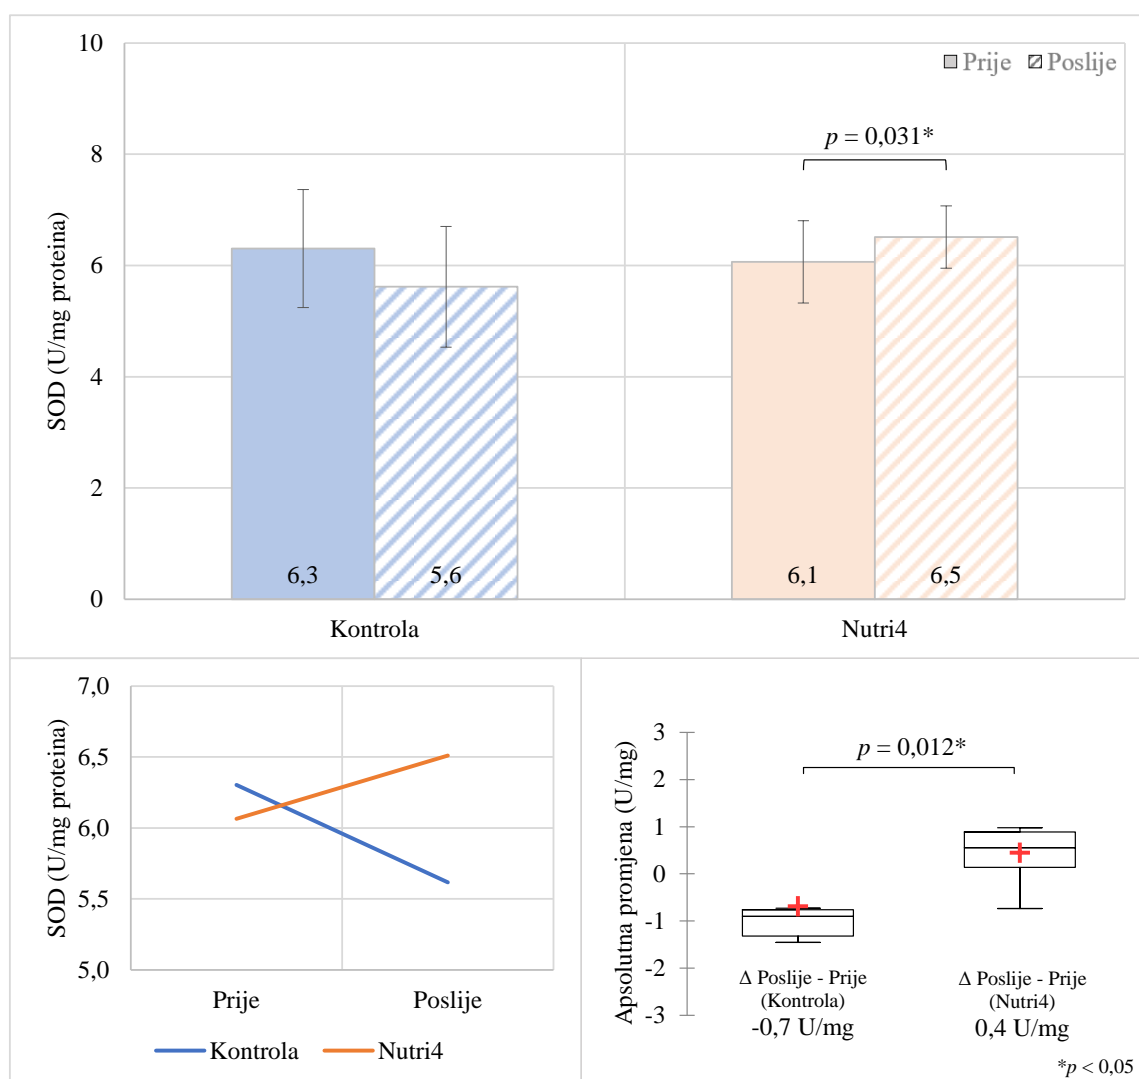 10
8
6
4
2
0
SOD (U/mg proteina)
Prije Poslije
p = 0,031*
6,3
5,6
6,1
6,5
Kontrola
Nutri4
7,0
6,5
6,0
5,5
5,0
SOD (U/mg proteina)
Prije
Poslije
Kontrola Nutri4
3
2
1
0
-1
-2
-3
Apsolutna promjena (U/mg)
p = 0,012*
Δ Poslije - Prije
(Kontrola)
-0,7 U/mg
Δ Poslije - Prije
(Nutri4)
0,4 U/mg
*p < 0,05